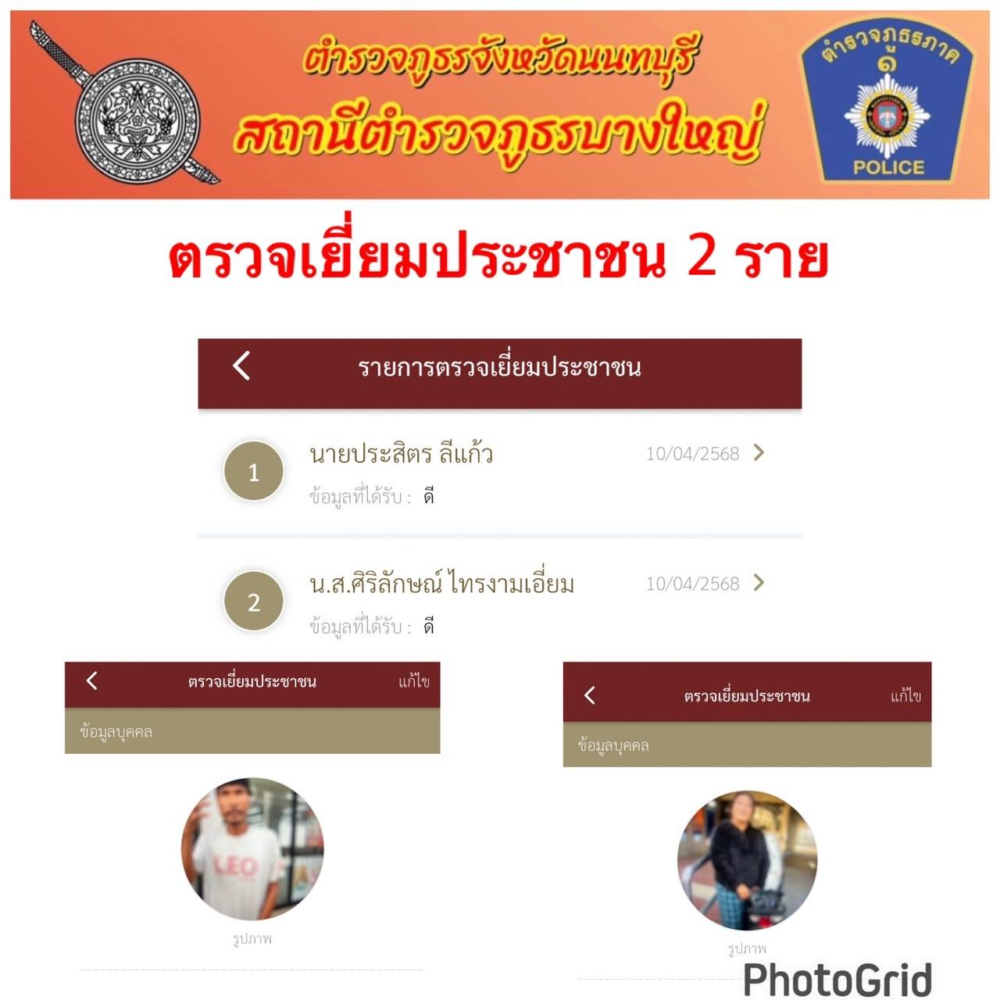 ตำรวจภูธรจังหวัดนนทบุรี
สถานีตำรวจภูธรบางใหญ่
ตำรวจภูธรภาค
๑
POLICE
ตรวจเยี่ยมประชาชน 2 ราย
รายการตรวจเยี่ยมประชาชน
1
นายประสิตร ลีแก้ว
10/04/2568
ข้อมูลที่ได้รับ : ดี
2
น.ส.ศิริลักษณ์ ไทรงามเอี่ยม
10/04/2568
ข้อมูลที่ได้รับ : ดี
ตรวจเยี่ยมประชาชน
แก้ไข
ข้อมูลบุคคล
LEO
รูปภาพ
ตรวจเยี่ยมประชาชน
แก้ไข
ข้อมูลบุคคล
รูปภาพ
PhotoGrid